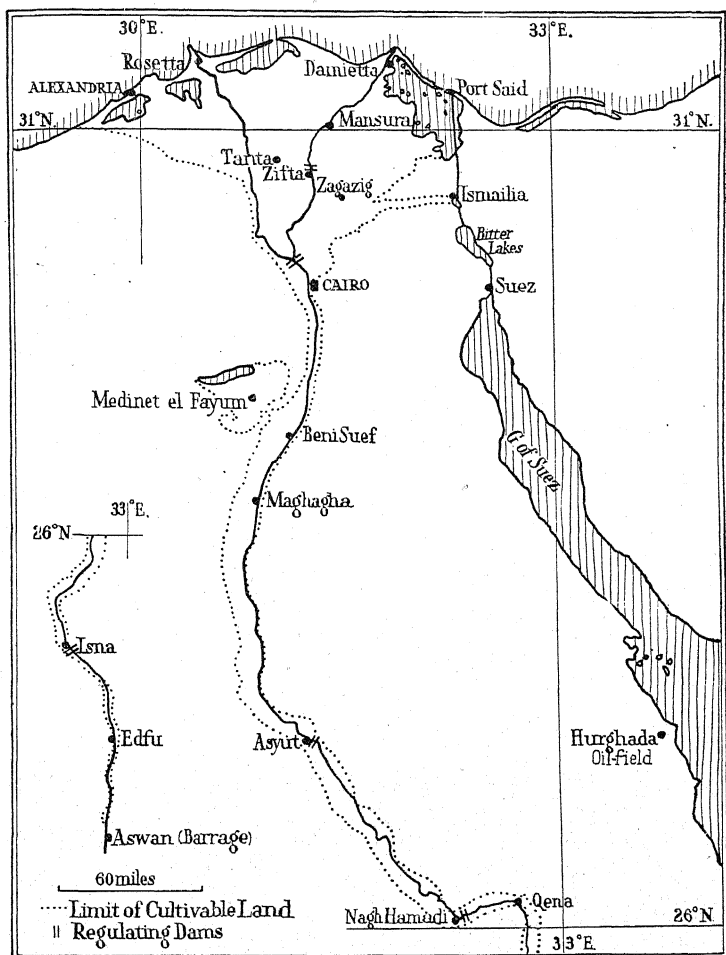 30°E.
33°E.
Rosetta
Damietta
ALEXANDRIA
Port Said
31°N.
31°N.
Mansura
Tanta
Zifta
Zagazig
Ismailia
Bitter
Lakes
CAIRO
Suez
Medinet el Fayum
Beni Suef
G of Suez
Maghagha
33°E.
26°N
Isna
Edfu
Asyut
Hurghada
Oil-field
Aswan (Barrage)
60 miles
Limit of Cultivable Land
Regulating Dams
Nagh Hamadi
Qena
26°N
33°E.